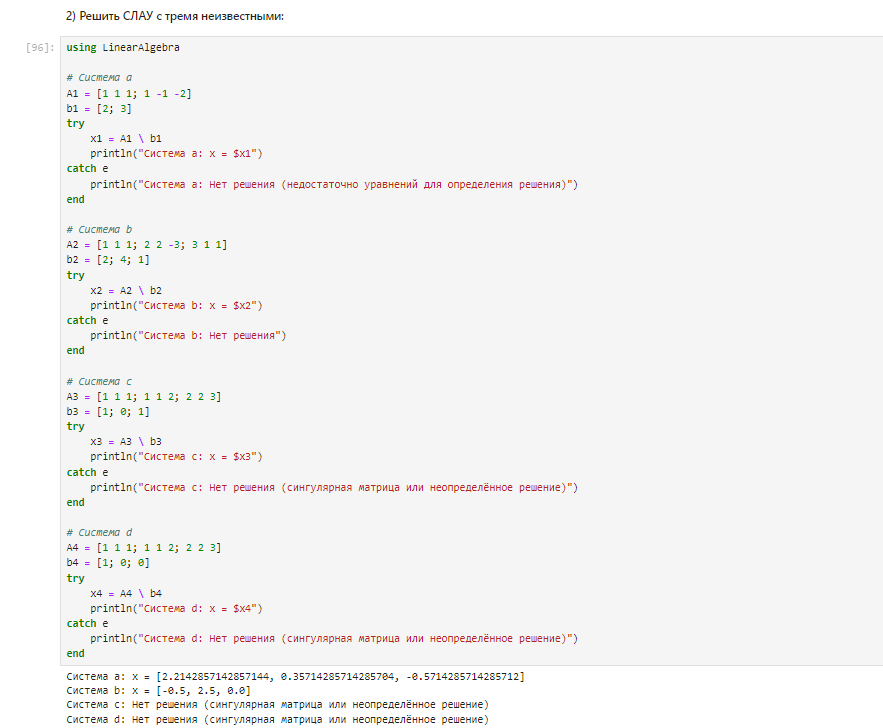 2) Решить СЛАУ с тремя неизвестными:
[96]: using LinearAlgebra
# Система a
A1 = [1 1 1; 1 -1 -2]
b1 = [2; 3]
try
x1 = A1 \ b1
println("Система a: x = $x1")
catch e
println("Система a: Нет решения (недостаточно уравнений для определения решения)")
end
# Система b
A2 = [1 1 1; 2 2 -3; 3 1 1]
b2 = [2; 4; 1]
try
x2 = A2 \ b2
println("Система b: x = $x2")
catch e
println("Система b: Нет решения")
end
# Система c
A3 = [1 1 1; 1 1 2; 2 2 3]
b3 = [1; 0; 1]
try
x3 = A3 \ b3
println("Система c: x = $x3")
catch e
println("Система c: Нет решения (сингулярная матрица или неопределённое решение)")
end
# Система d
A4 = [1 1 1; 1 1 2; 2 2 3]
b4 = [1; 0; 0]
try
x4 = A4 \ b4
println("Система d: x = $x4")
catch e
println("Система d: Нет решения (сингулярная матрица или неопределённое решение)")
end
Система a: x = [2.2142857142857144, 0.35714285714285704, -0.5714285714285712]
Система b: x = [-0.5, 2.5, 0.0]
Система c: Нет решения (сингулярная матрица или неопределённое решение)
Система d: Нет решения (сингулярная матрица или неопределённое решение)